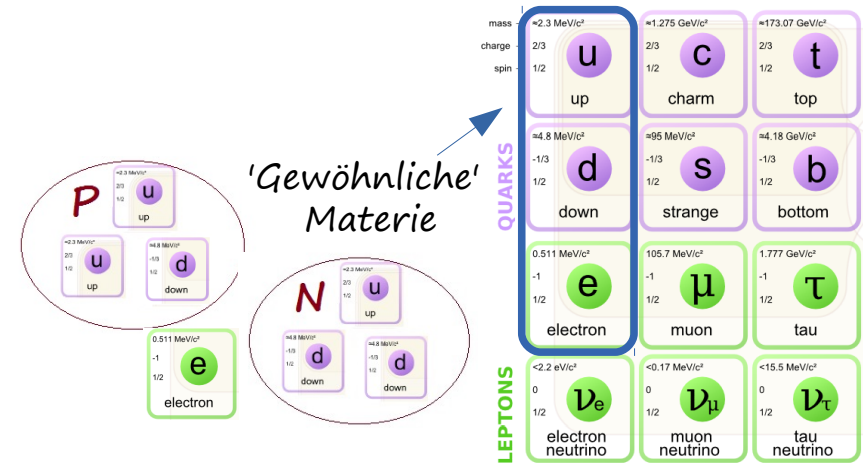 mass
charge
spin
≈2.3 MeV/c²
2/3
1/2
u
up
≈1.275 GeV/c²
2/3
1/2
c
charm
≈173.07 GeV/c²
2/3
1/2
t
top
QUARKS
≈4.8 MeV/c²
-1/3
1/2
d
down
≈95 MeV/c²
-1/3
1/2
s
strange
≈4.18 GeV/c²
-1/3
1/2
b
bottom
0.511 MeV/c²
-1
1/2
e
electron
105.7 MeV/c²
-1
1/2
μ
muon
1.777 GeV/c²
-1
1/2
τ
tau
LEPTONS
<2.2 eV/c²
0
1/2
νe
electron
neutrino
<0.17 MeV/c²
0
1/2
νμ
muon
neutrino
<15.5 MeV/c²
0
1/2
ντ
tau
neutrino
'Gewöhnliche'
Materie
P
≈2.3 MeV/c²
2/3
1/2
u
up
≈2.3 MeV/c²
2/3
1/2
u
up
≈4.8 MeV/c²
-1/3
1/2
d
down
N
≈2.3 MeV/c²
2/3
1/2
u
up
≈4.8 MeV/c²
-1/3
1/2
d
down
≈4.8 MeV/c²
-1/3
1/2
d
down
0.511 MeV/c²
-1
1/2
e
electron